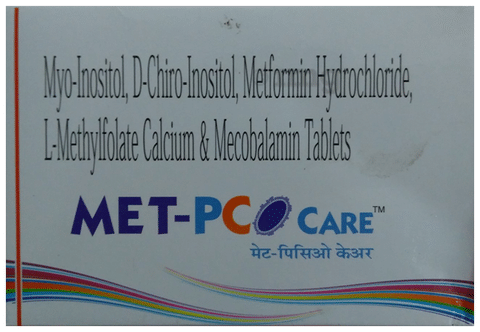 Myo-Inositol, D-Chiro-Inositol, Metformin Hydrochloride,
L-Methylfolate Calcium & Mecobalamin Tablets
MET-PCO CARE™
मेट-पिसिओ केअर